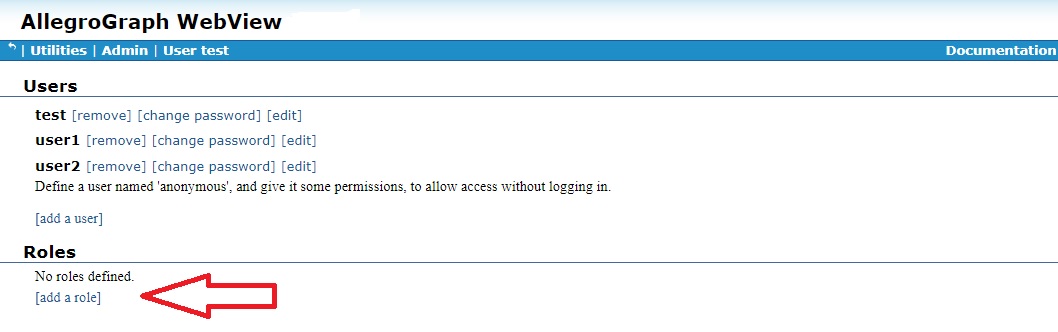 AllegroGraph WebView
| Utilities | Admin | User test Documentation
Users
test [remove] [change password] [edit]
user1 [remove] [change password] [edit]
user2 [remove] [change password] [edit]
Define a user named 'anonymous', and give it some permissions, to allow access without logging in.
[add a user]
Roles
No roles defined.
[add a role]